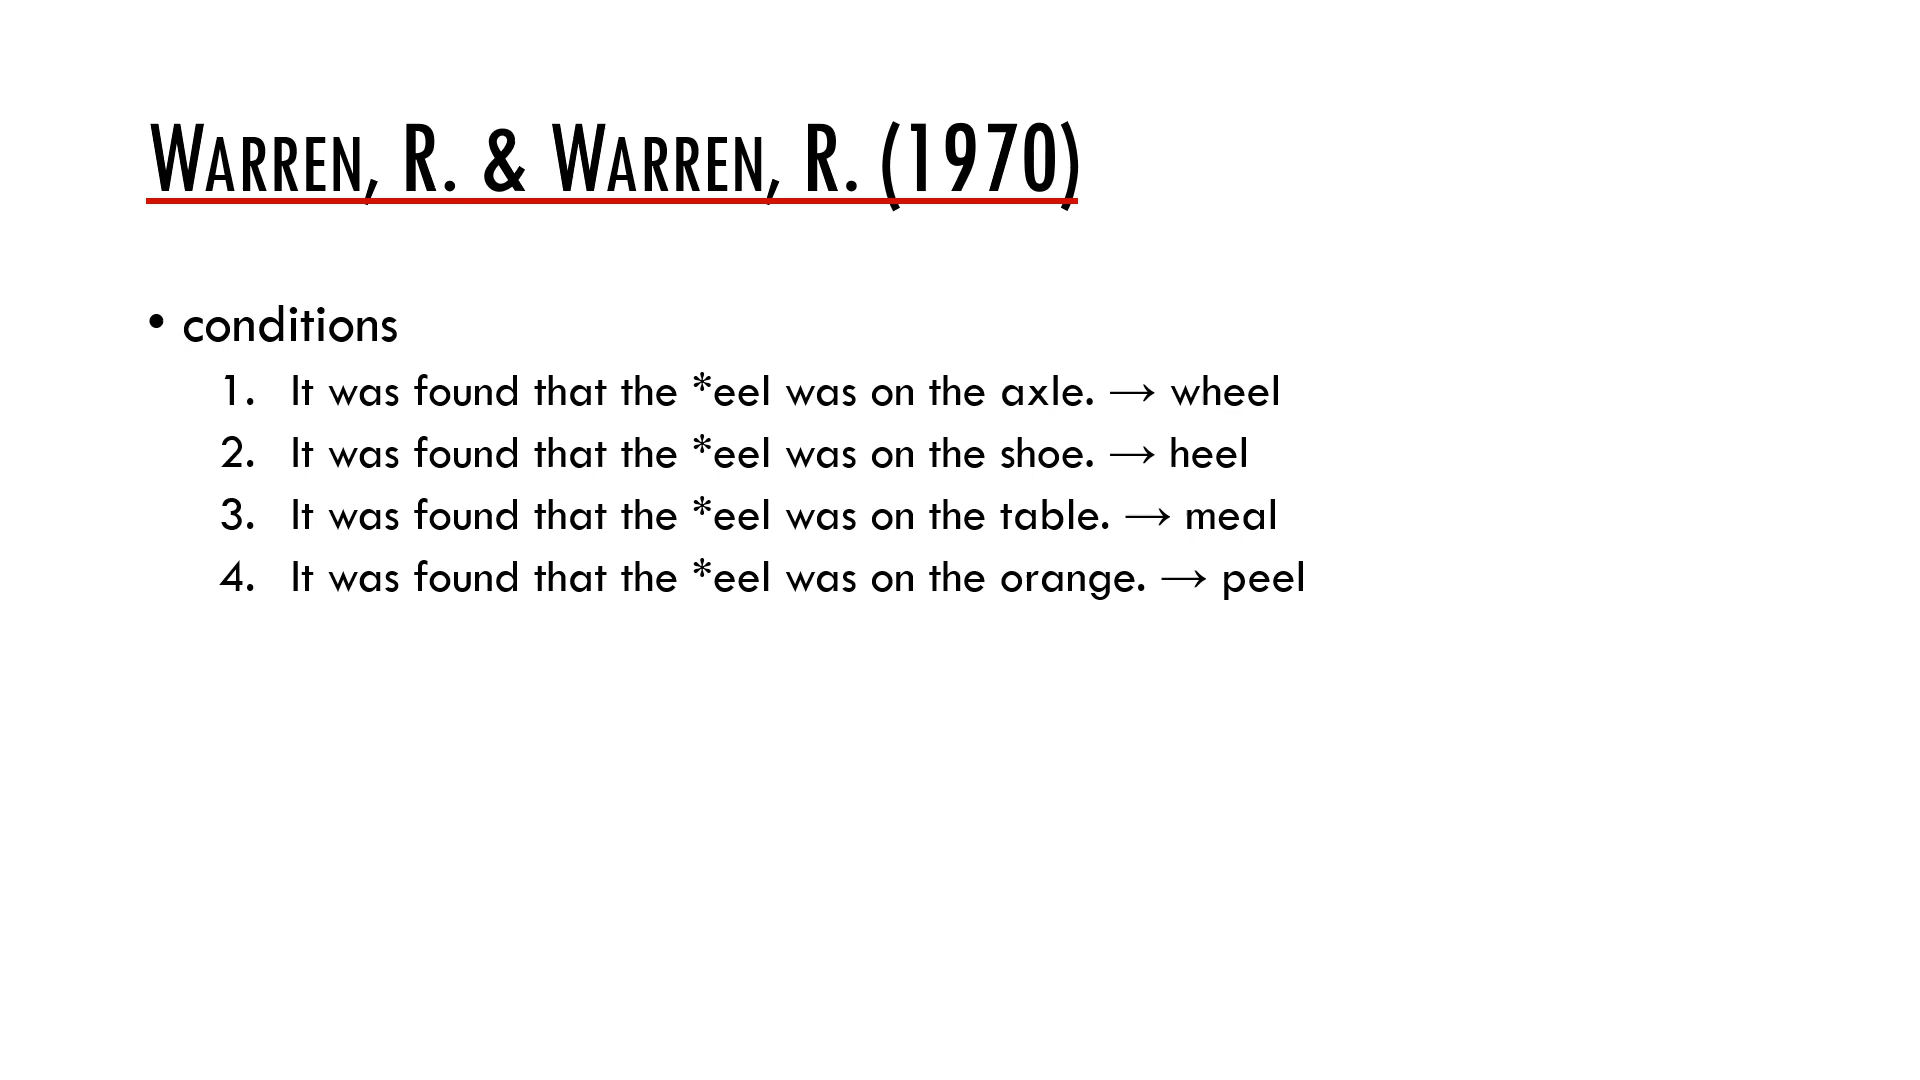 WARREN, R. & WARREN, R. (1970)
• conditions
1. It was found that the *eel was on the axle. → wheel
2. It was found that the *eel was on the shoe. → heel
3. It was found that the *eel was on the table. → meal
4. It was found that the *eel was on the orange. → peel